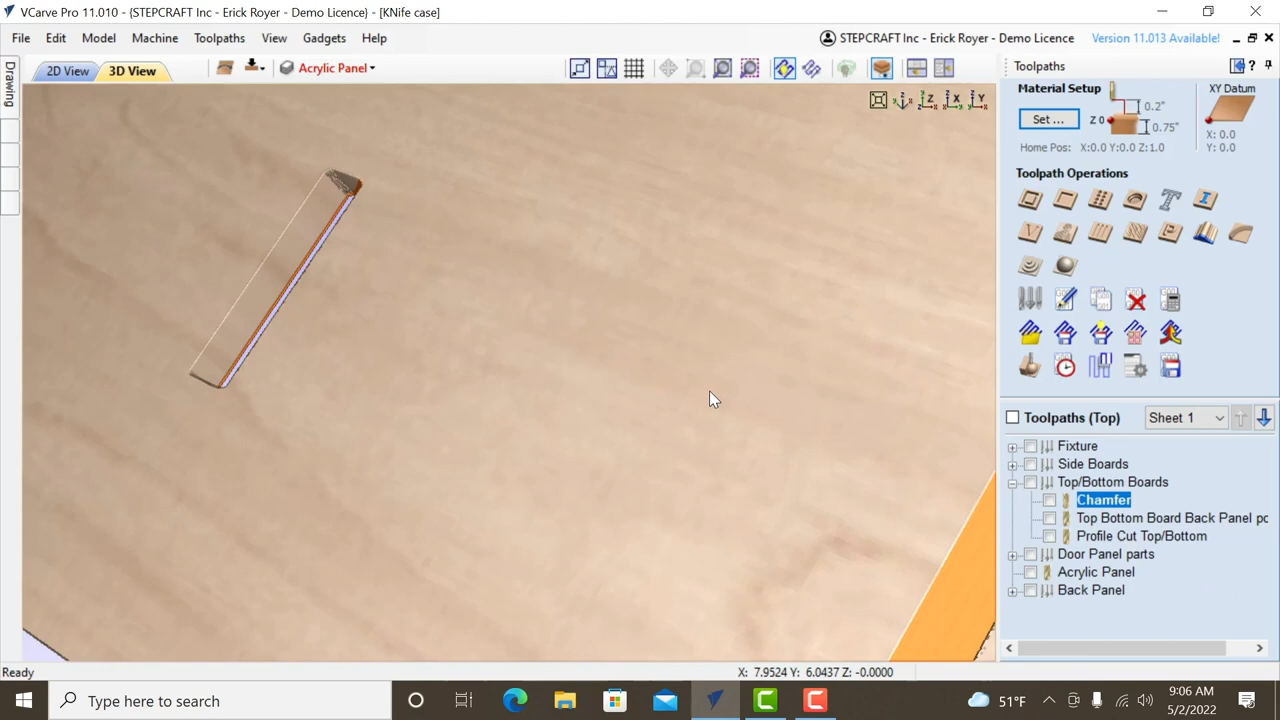 VCarve Pro 11.010 - {STEPCRAFT Inc - Erick Royer - Demo Licence} - [KNife case]
File Edit Model Machine Toolpaths View Gadgets Help
STEPCRAFT Inc - Erick Royer - Demo Licence Version 11.013 Available!
Drawing
2D View 3D View Acrylic Panel
Toolpaths
Material Setup
XY Datum
Set ...
Z 0
0.2"
0.75"
X: 0.0
Y: 0.0
Home Pos: X:0.0 Y:0.0 Z:1.0
Toolpath Operations
Toolpaths (Top) Sheet 1
Fixture
Side Boards
Top/Bottom Boards
Chamfer
Top Bottom Board Back Panel pc
Profile Cut Top/Bottom
Door Panel parts
Acrylic Panel
Back Panel
Ready
X: 7.9524 Y: 6.0437 Z: -0.0000
Type here to search
51°F
9:06 AM
5/2/2022